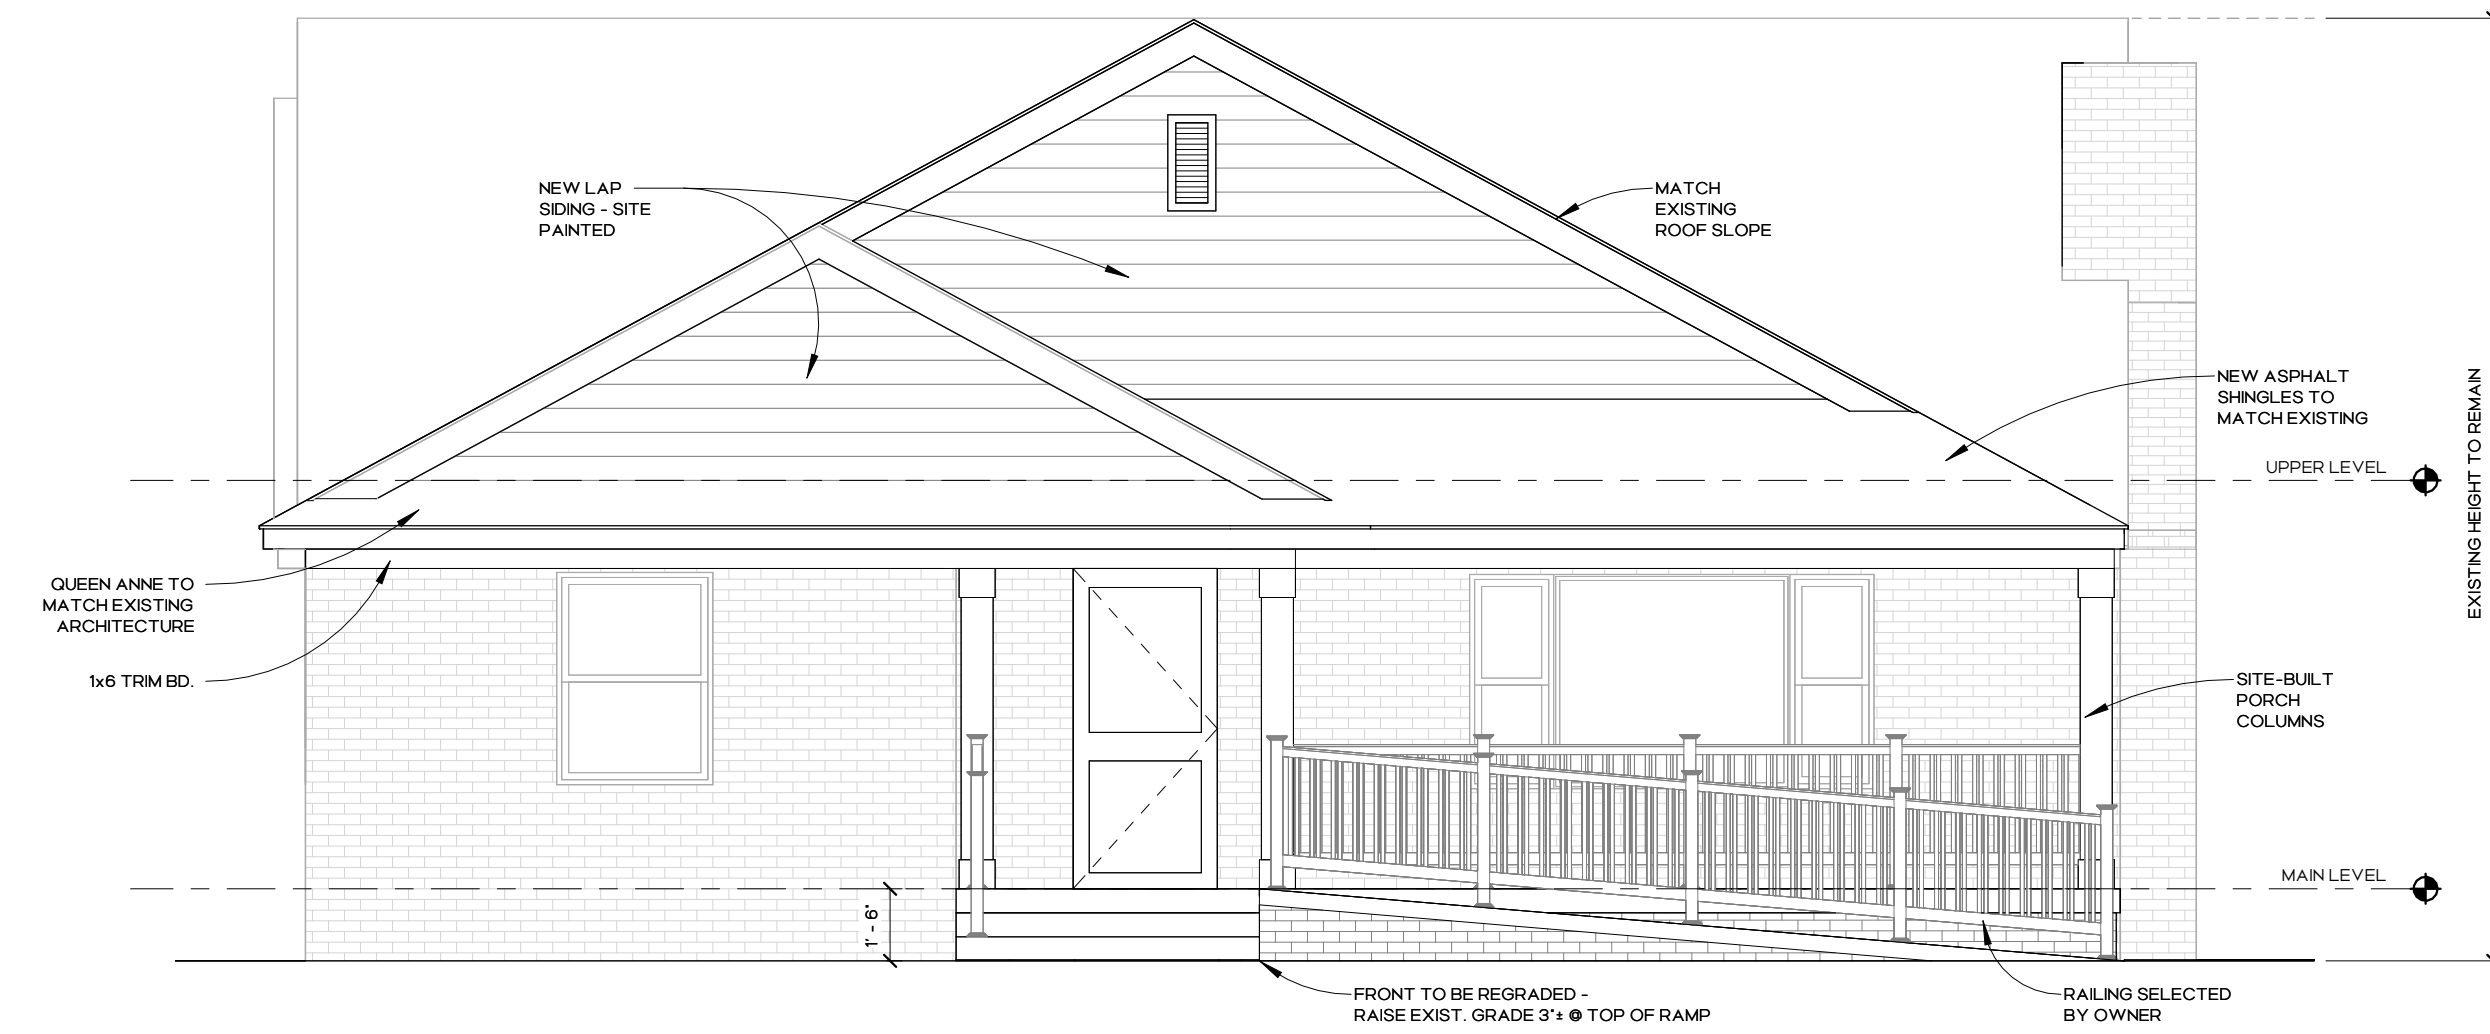 NEW LAP
SIDING - SITE
PAINTED
MATCH
EXISTING
ROOF SLOPE
NEW ASPHALT
SHINGLES TO
MATCH EXISTING
UPPER LEVEL
EXISTING HEIGHT TO REMAIN
QUEEN ANNE TO
MATCH EXISTING
ARCHITECTURE
1x6 TRIM BD.
SITE-BUILT
PORCH
COLUMNS
MAIN LEVEL
1' - 6"
FRONT TO BE REGRADED -
RAISE EXIST. GRADE 3"± @ TOP OF RAMP
RAILING SELECTED
BY OWNER